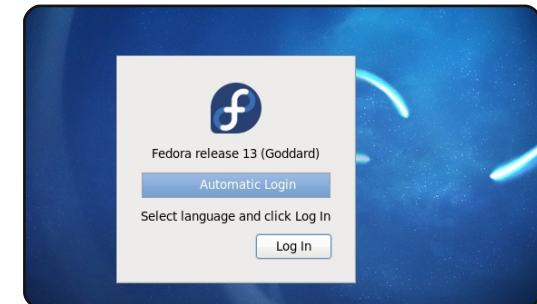 Fedora release 13 (Goddard)
Automatic Login
Select language and click Log In
Log In